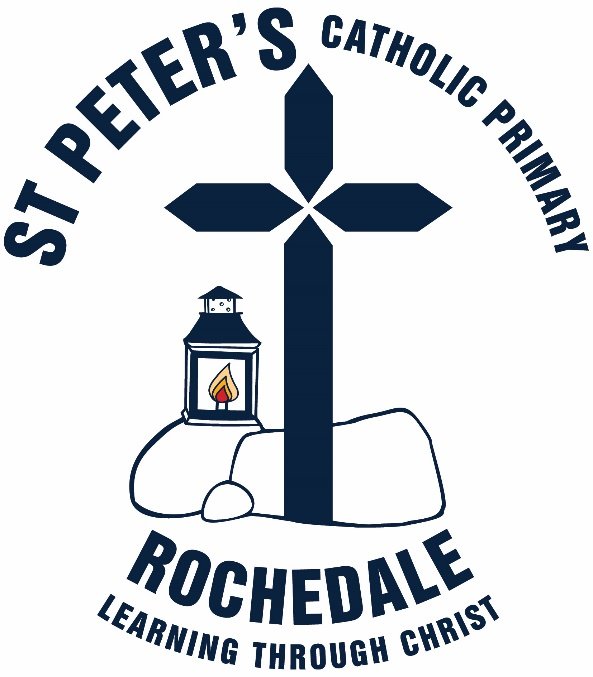 ST PETER'S CATHOLIC PRIMARY
ROCHEDALE
LEARNING THROUGH CHRIST